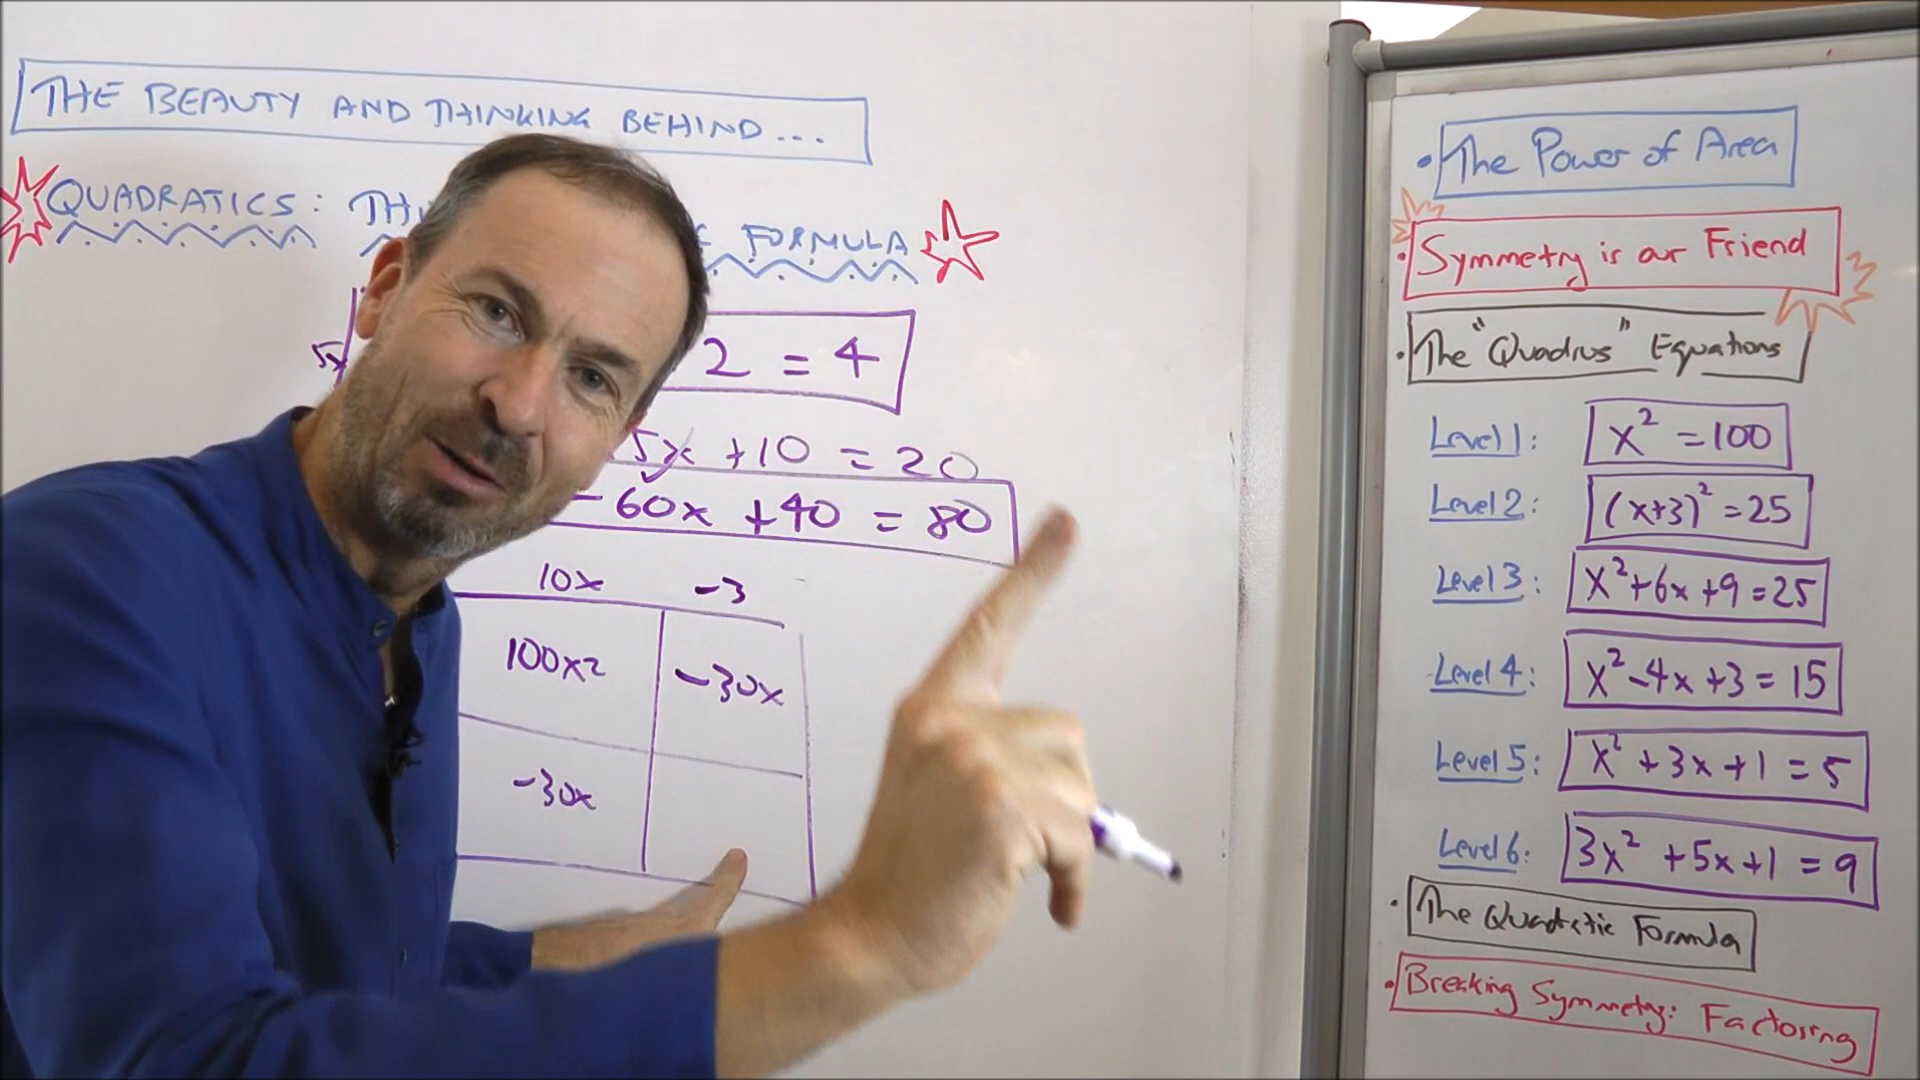 THE BEAUTY AND THINKING BEHIND...
QUADRATICS: FORMULA
5x
2 = 4
5x +10 = 20
-60x +40 = 80
10x -3
100x2 -30x
-30x
• The Power of Area
• Symmetry is our Friend
• The "Quadrus" Equations
Level 1: x² = 100
Level 2: (x+3)² = 25
Level 3: x²+6x+9=25
Level 4: x²-4x+3=15
Level 5: x²+3x+1=5
Level 6: 3x²+5x+1=9
• The Quadratic Formula
• Breaking Symmetry: Factoring